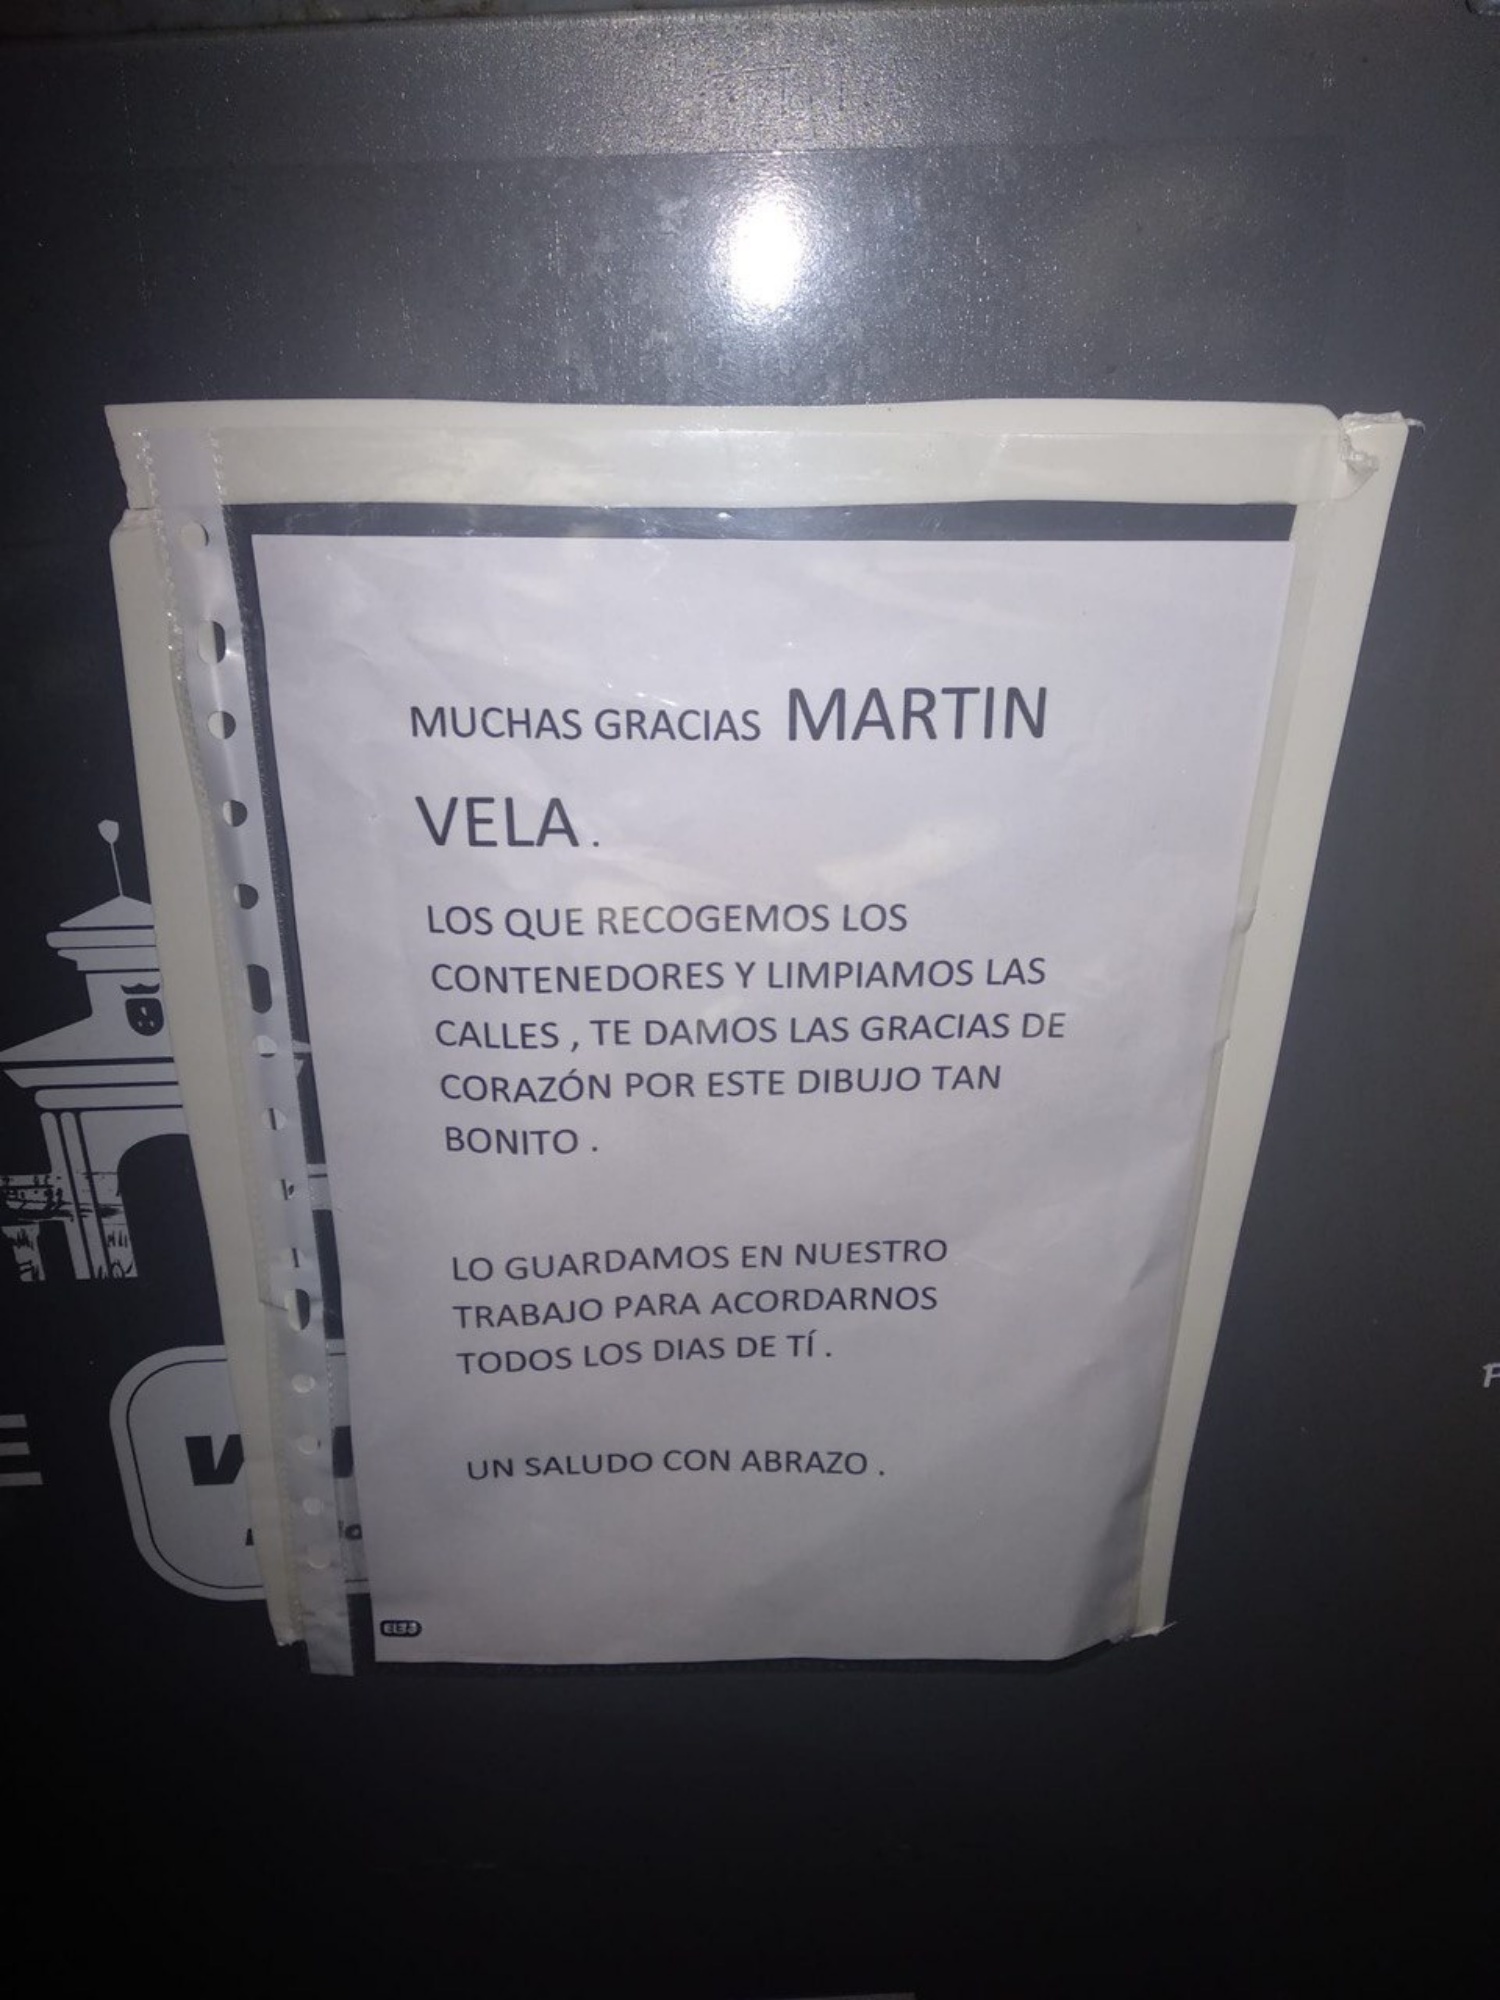 MUCHAS GRACIAS MARTIN
VELA .
LOS QUE RECOGEMOS LOS
CONTENEDORES Y LIMPIAMOS LAS
CALLES , TE DAMOS LAS GRACIAS DE
CORAZÓN POR ESTE DIBUJO TAN
BONITO .
LO GUARDAMOS EN NUESTRO
TRABAJO PARA ACORDARNOS
TODOS LOS DIAS DE TÍ .
UN SALUDO CON ABRAZO .